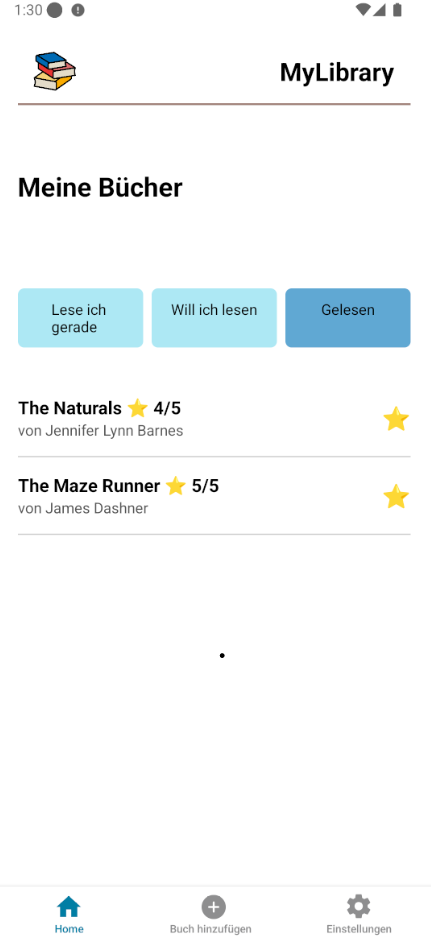 1:30
MyLibrary
Meine Bücher
Lese ich
gerade
Will ich lesen
Gelesen
The Naturals ⭐ 4/5
von Jennifer Lynn Barnes
The Maze Runner ⭐ 5/5
von James Dashner
Home
Buch hinzufügen
Einstellungen